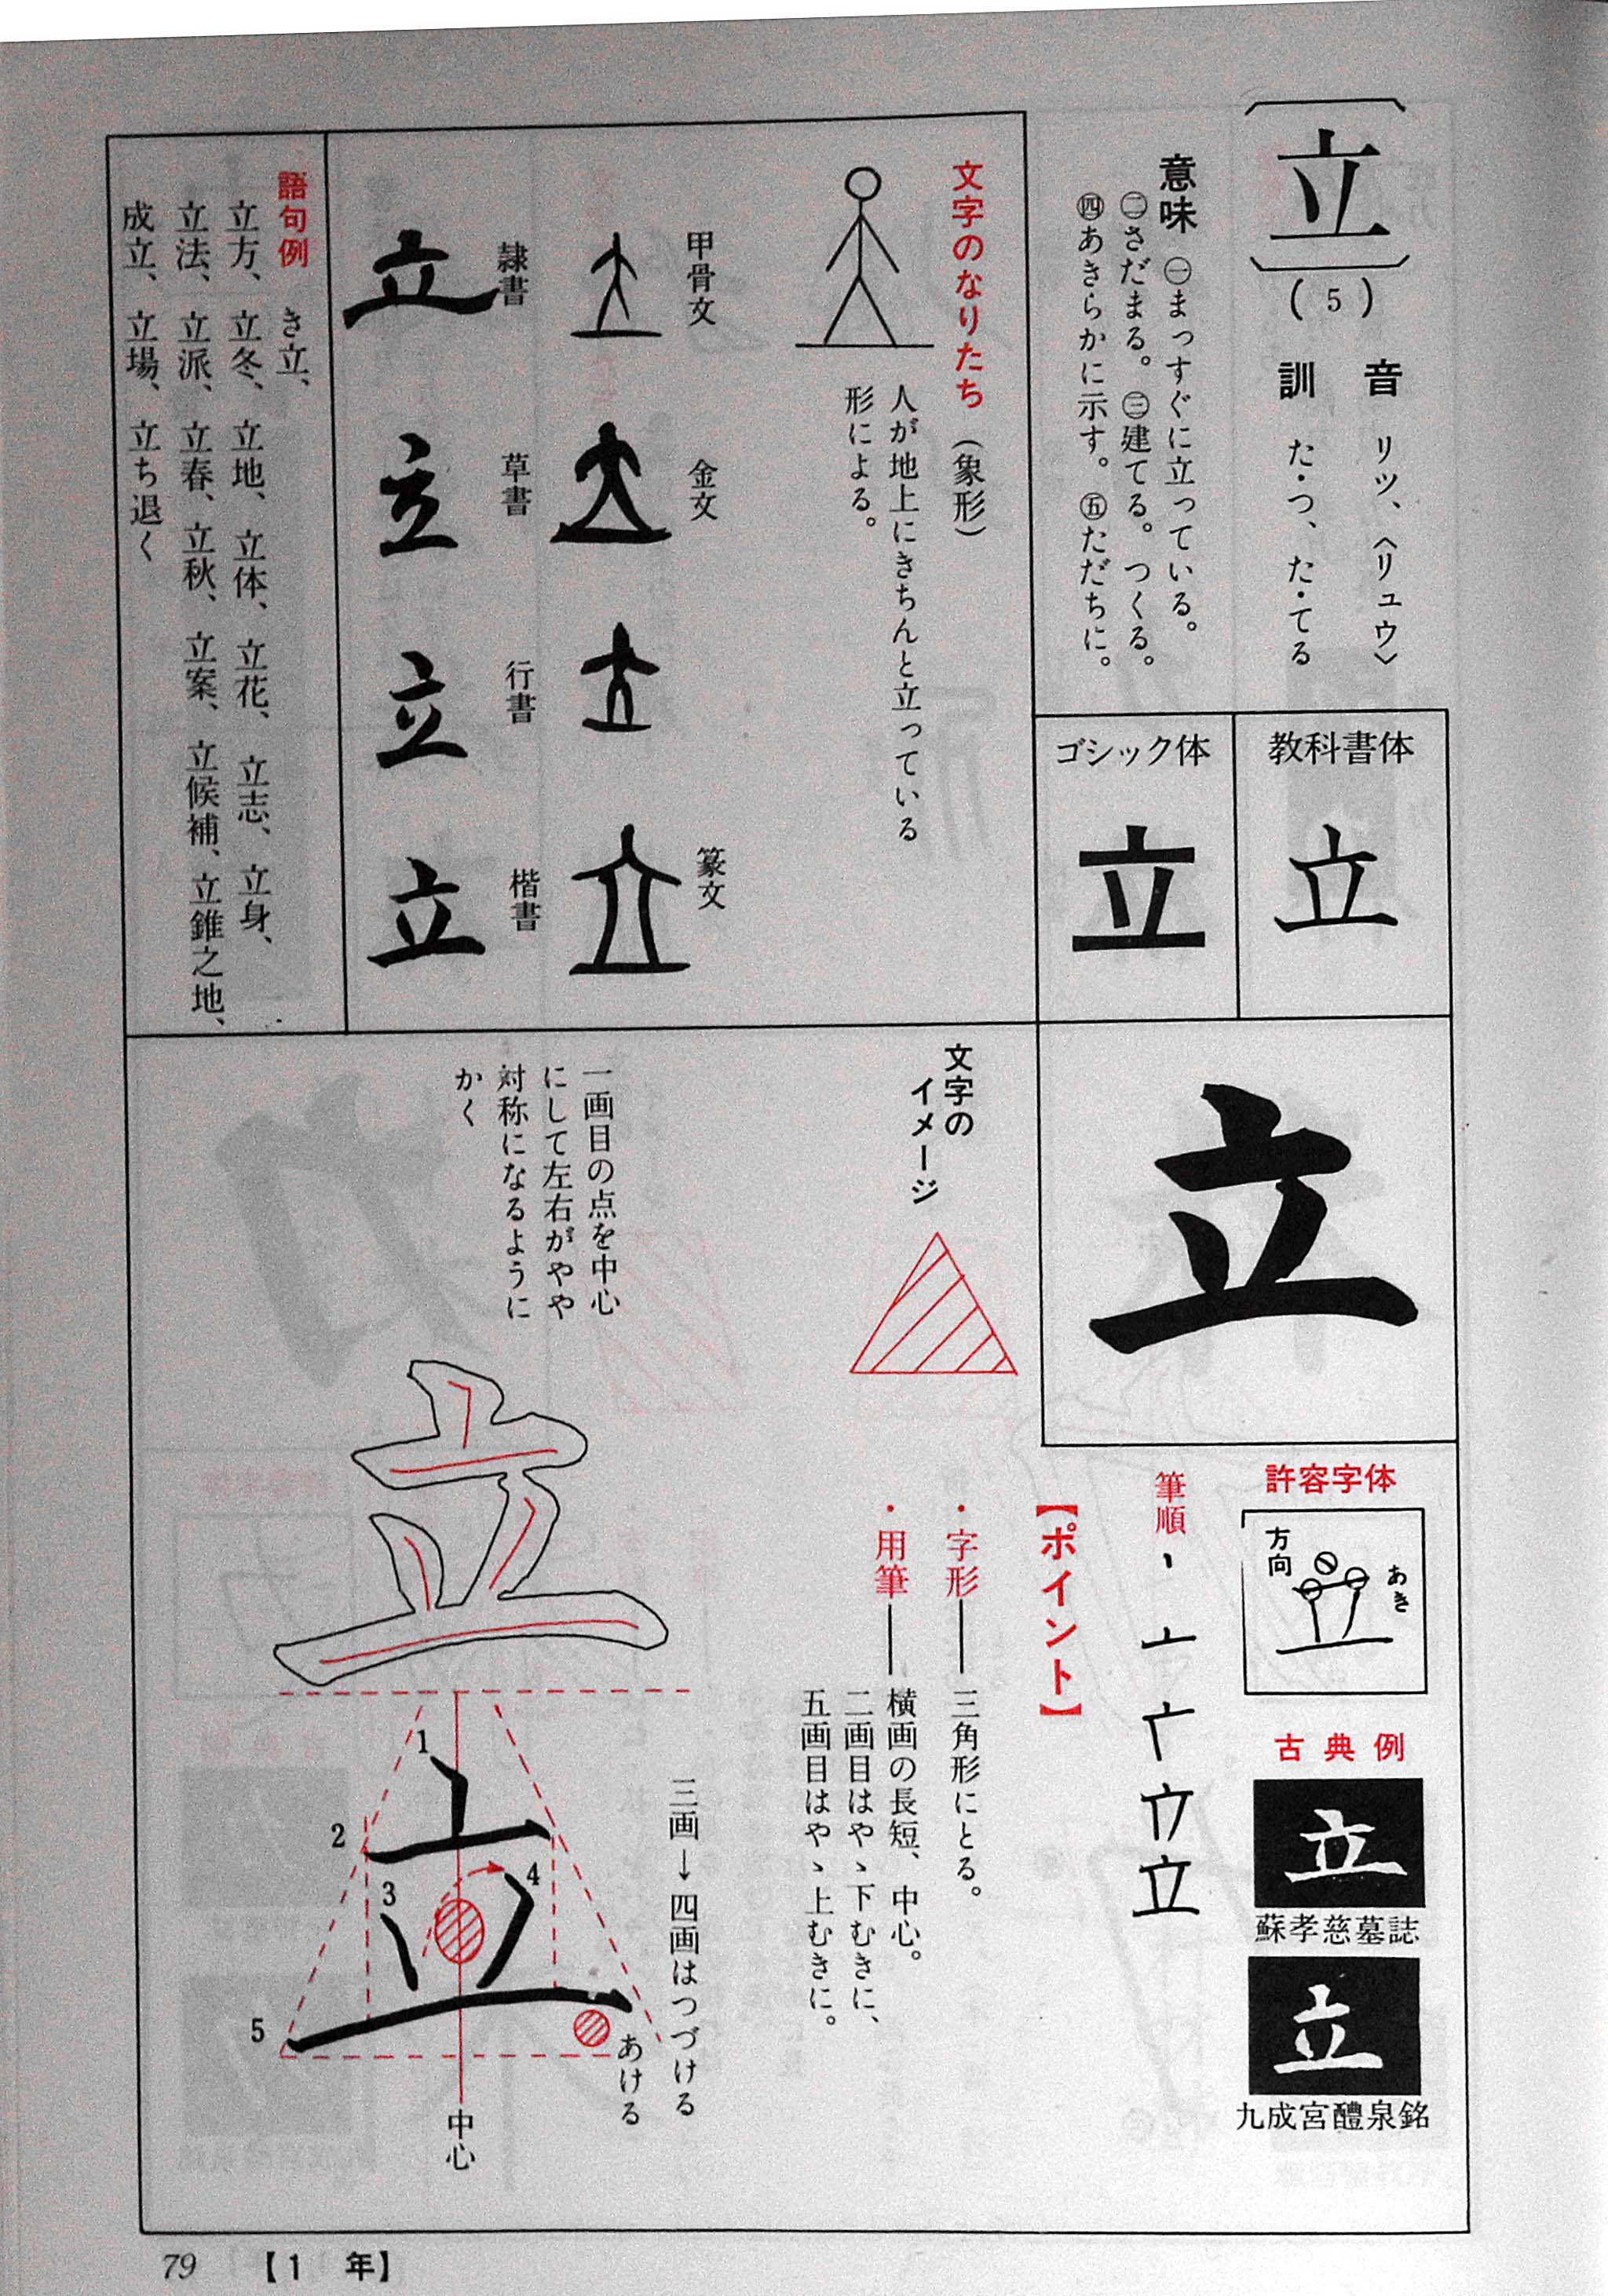 立
(5)
音 リツ、〈リュウ〉
訓 た・つ、た・てる
意味 ㊀まっすぐに立っている。
㊁さだまる。㊂建てる。つくる。
㊃あきらかに示す。㊄ただちに。
教科書体
立
ゴシック体
立
文字のなりたち(象形)
人が地上にきちんと立っている
形による。
甲骨文
金文
篆文
隷書
立
草書
立
行書
立
楷書
立
語句例 き立、
立方、立冬、立地、立体、立花、立志、立身、
立法、立派、立春、立秋、立案、立候補、立錐之地、
成立、立場、立ち退く
立
許容字体
方向
あき
古典例
立
蘇孝慈墓誌
立
九成宮醴泉銘
筆順
立
【ポイント】
・字形――三角形にとる。
・用筆――横画の長短、中心。
二画目はやゝ下むきに、
五画目はやゝ上むきに。
文字の
イメージ
一画目の点を中心
にして左右がやや
対称になるように
かく
三画→四画はつづける
1
2
3
4
5
あける
中心
79 【1 年】